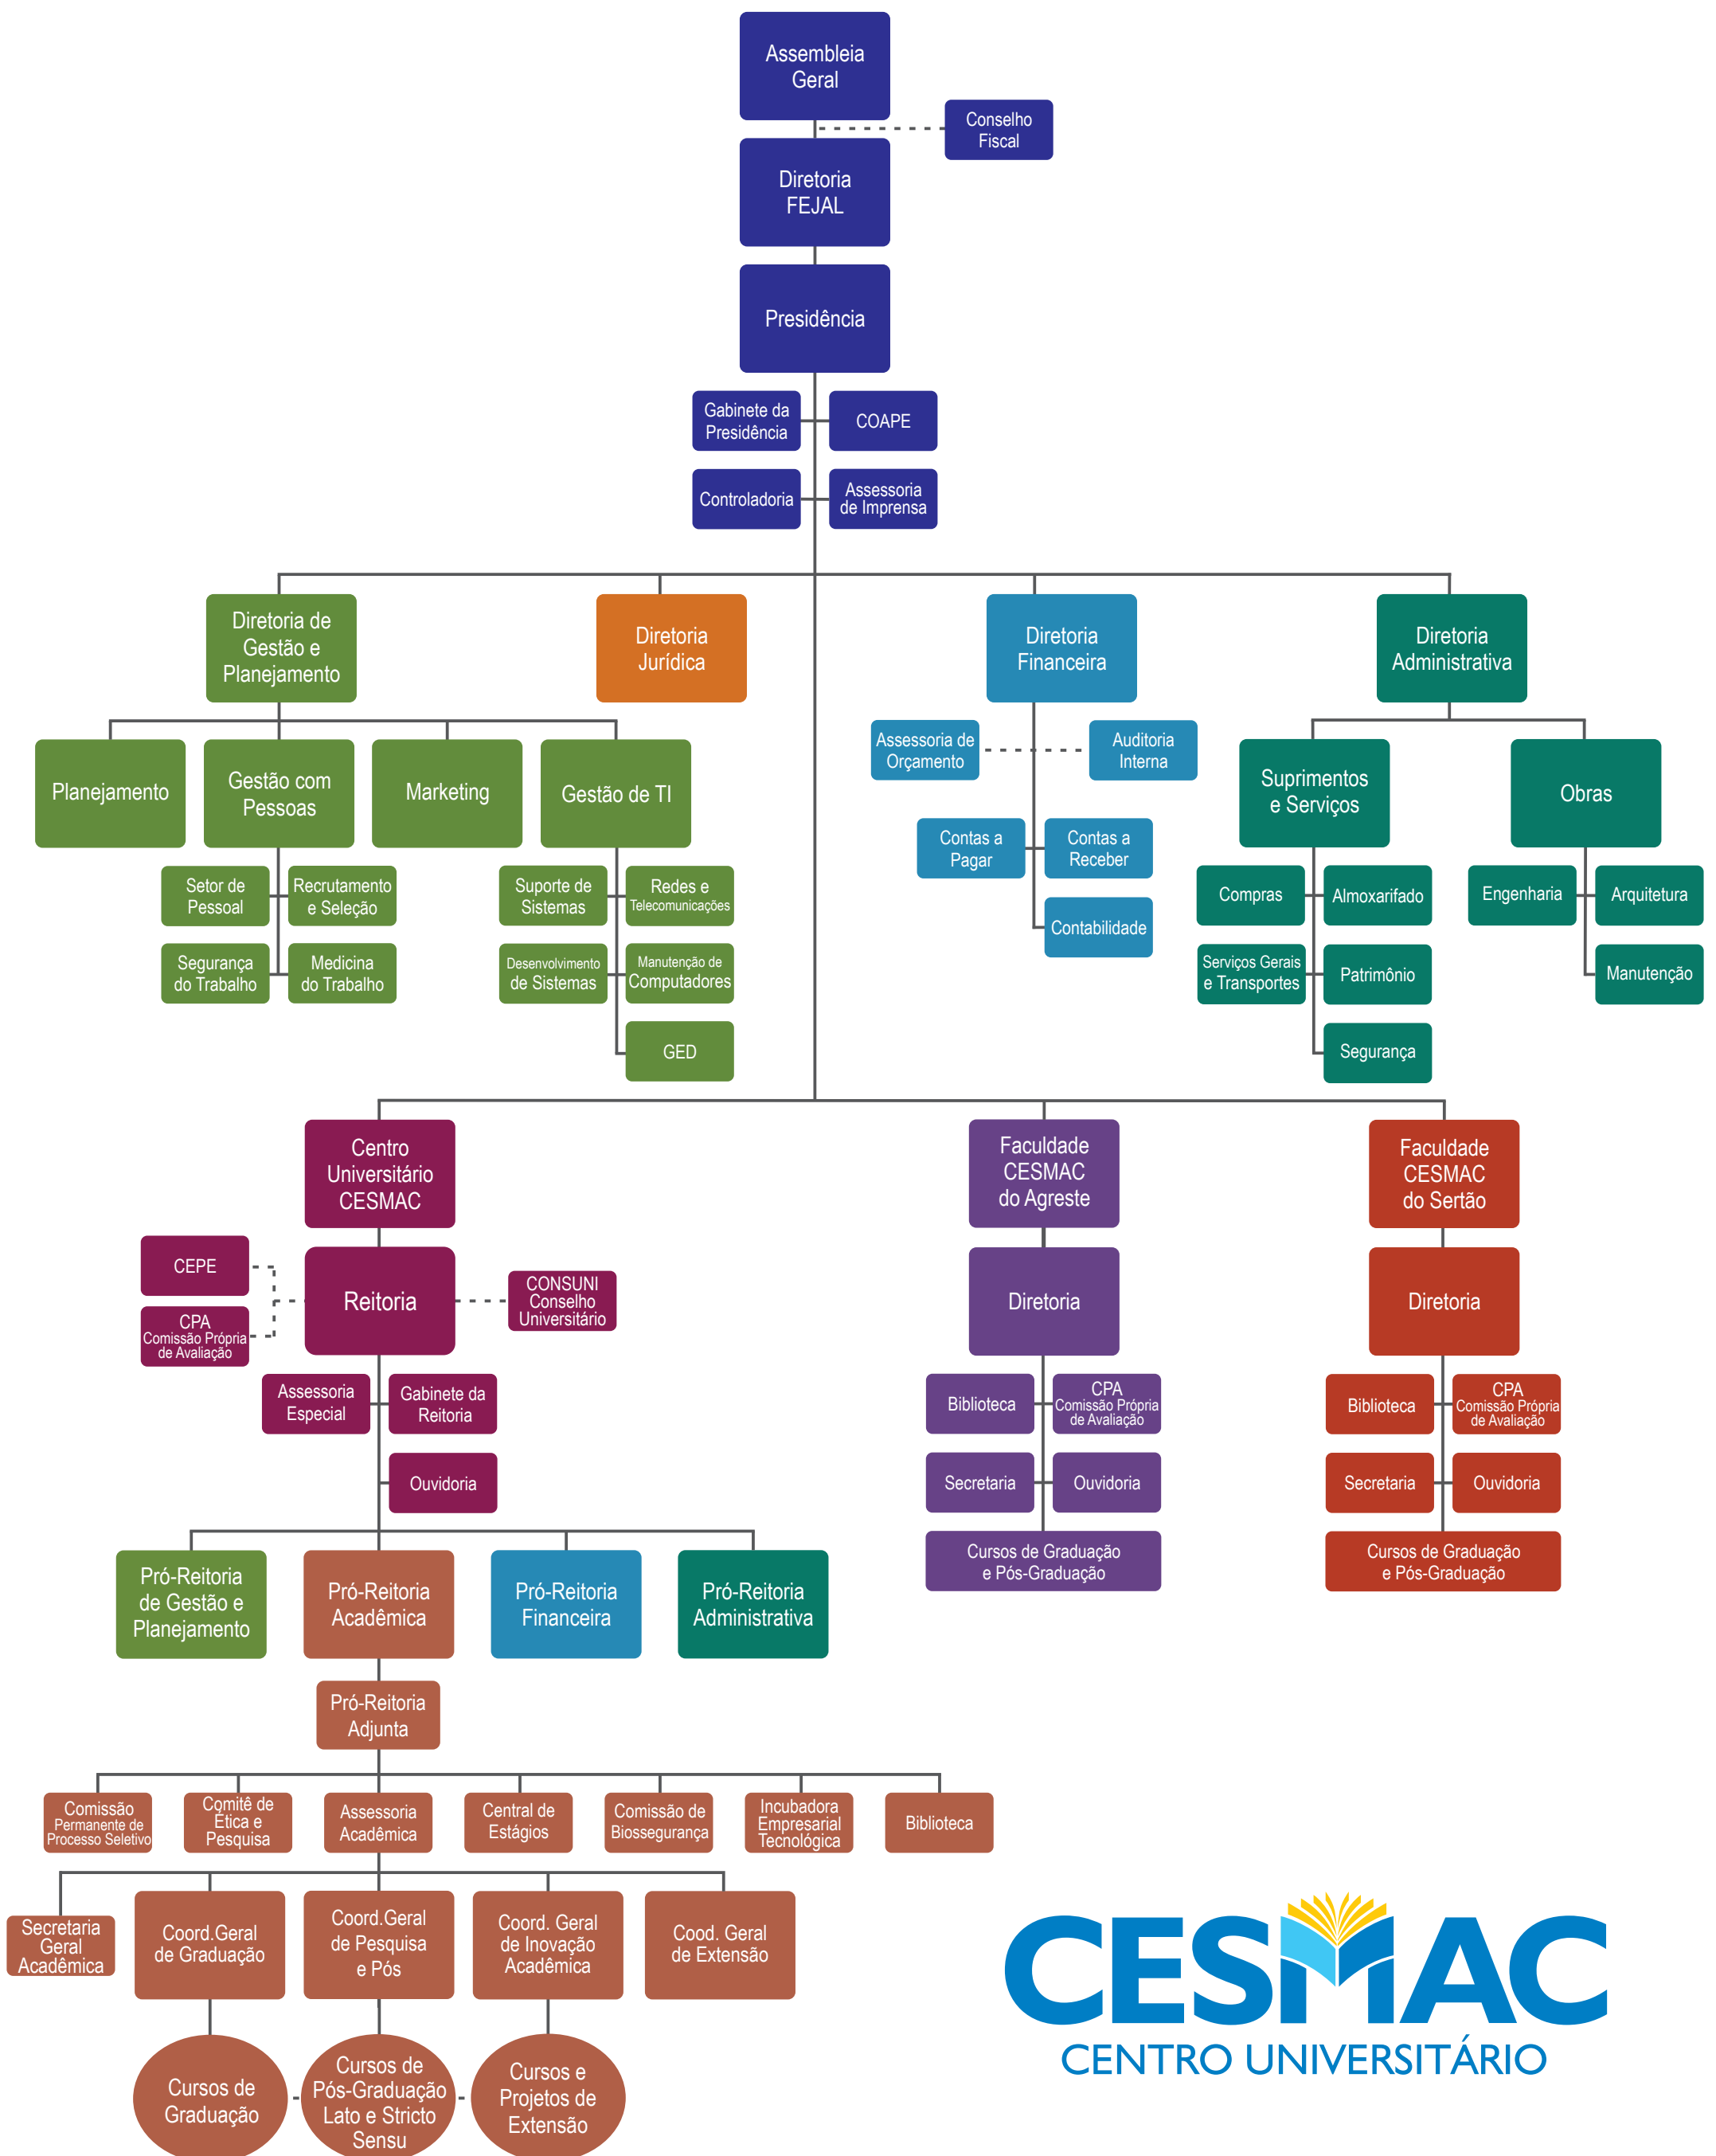 Assembleia
Geral
Conselho
Fiscal
Diretoria
FEJAL
Presidência
Gabinete da
Presidência
COAPE
Controladoria
Assessoria
de Imprensa
Diretoria de
Gestão e
Planejamento
Diretoria
Jurídica
Diretoria
Financeira
Diretoria
Administrativa
Planejamento
Gestão com
Pessoas
Marketing
Gestão de TI
Assessoria de
Orçamento
Auditoria
Interna
Suprimentos
e Serviços
Obras
Setor de
Pessoal
Recrutamento
e Seleção
Segurança
do Trabalho
Medicina
do Trabalho
Suporte de
Sistemas
Redes e
Telecomunicações
Desenvolvimento
de Sistemas
Manutenção de
Computadores
GED
Contas a
Pagar
Contas a
Receber
Contabilidade
Compras
Almoxarifado
Serviços Gerais
e Transportes
Patrimônio
Segurança
Engenharia
Arquitetura
Manutenção
Centro
Universitário
CESMAC
Faculdade
CESMAC
do Agreste
Faculdade
CESMAC
do Sertão
CEPE
CPA
Comissão Própria
de Avaliação
Reitoria
CONSUNI
Conselho
Universitário
Diretoria
Diretoria
Assessoria
Especial
Gabinete da
Reitoria
Ouvidoria
Biblioteca
CPA
Comissão Própria
de Avaliação
Secretaria
Ouvidoria
Cursos de Graduação
e Pós-Graduação
Biblioteca
CPA
Comissão Própria
de Avaliação
Secretaria
Ouvidoria
Cursos de Graduação
e Pós-Graduação
Pró-Reitoria
de Gestão e
Planejamento
Pró-Reitoria
Acadêmica
Pró-Reitoria
Financeira
Pró-Reitoria
Administrativa
Pró-Reitoria
Adjunta
Comissão
Permanente de
Processo Seletivo
Comitê de
Ética e
Pesquisa
Assessoria
Acadêmica
Central de
Estágios
Comissão de
Biossegurança
Incubadora
Empresarial
Tecnológica
Biblioteca
Secretaria
Geral
Acadêmica
Coord.Geral
de Graduação
Coord.Geral
de Pesquisa
e Pós
Coord. Geral
de Inovação
Acadêmica
Cood. Geral
de Extensão
Cursos de
Graduação
Cursos de
Pós-Graduação
Lato e Stricto
Sensu
Cursos e
Projetos de
Extensão
CESMAC
CENTRO UNIVERSITÁRIO